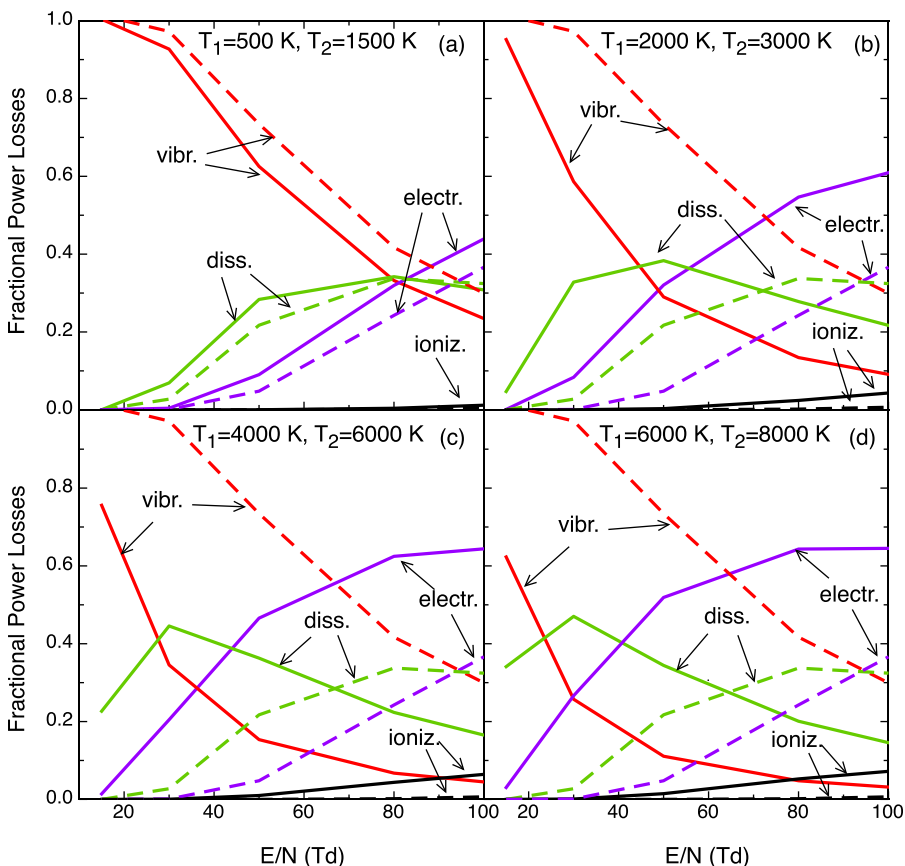 1.0
0.8
0.6
0.4
0.2
0.0
Fractional Power Losses
T1=500 K, T2=1500 K (a)
vibr.
electr.
diss.
ioniz.
T1=2000 K, T2=3000 K (b)
vibr.
diss.
electr.
ioniz.
0.8
0.6
0.4
0.2
0.0
Fractional Power Losses
T1=4000 K, T2=6000 K (c)
vibr.
electr.
diss.
ioniz.
20 40 60 80 100
E/N (Td)
T1=6000 K, T2=8000 K (d)
vibr.
electr.
diss.
ioniz.
20 40 60 80 100
E/N (Td)